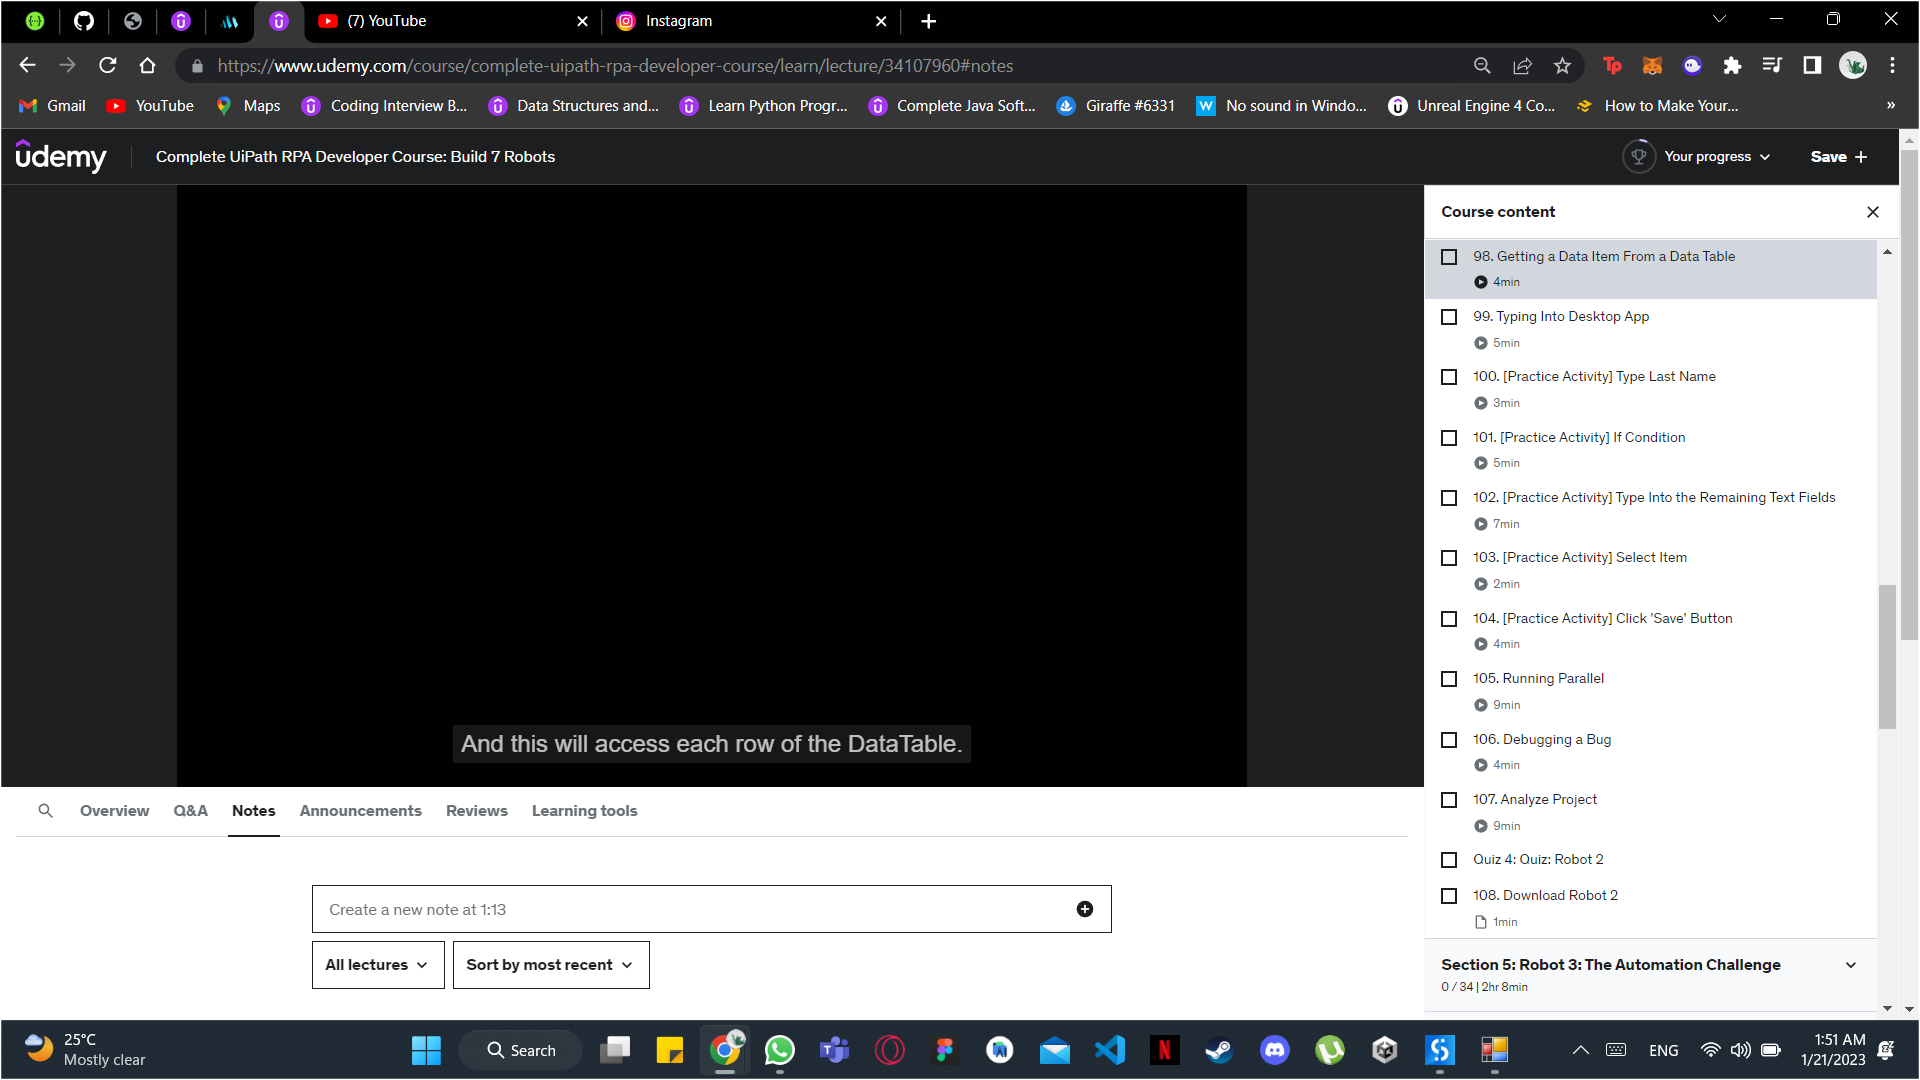 (7) YouTube
Instagram
https://www.udemy.com/course/complete-uipath-rpa-developer-course/learn/lecture/34107960#notes
Gmail
YouTube
Maps
Coding Interview B...
Data Structures and...
Learn Python Progr...
Complete Java Soft...
Giraffe #6331
No sound in Windo...
Unreal Engine 4 Co...
How to Make Your...
»
udemy
Complete UiPath RPA Developer Course: Build 7 Robots
Your progress
Save +
And this will access each row of the DataTable.
Course content
98. Getting a Data Item From a Data Table
4min
99. Typing Into Desktop App
5min
100. [Practice Activity] Type Last Name
3min
101. [Practice Activity] If Condition
5min
102. [Practice Activity] Type Into the Remaining Text Fields
7min
103. [Practice Activity] Select Item
2min
104. [Practice Activity] Click 'Save' Button
4min
105. Running Parallel
9min
106. Debugging a Bug
4min
107. Analyze Project
9min
Quiz 4: Quiz: Robot 2
108. Download Robot 2
1min
Section 5: Robot 3: The Automation Challenge
0 / 34 | 2hr 8min
Overview
Q&A
Notes
Announcements
Reviews
Learning tools
Create a new note at 1:13
All lectures
Sort by most recent
25°C
Mostly clear
Search
ENG
1:51 AM
1/21/2023